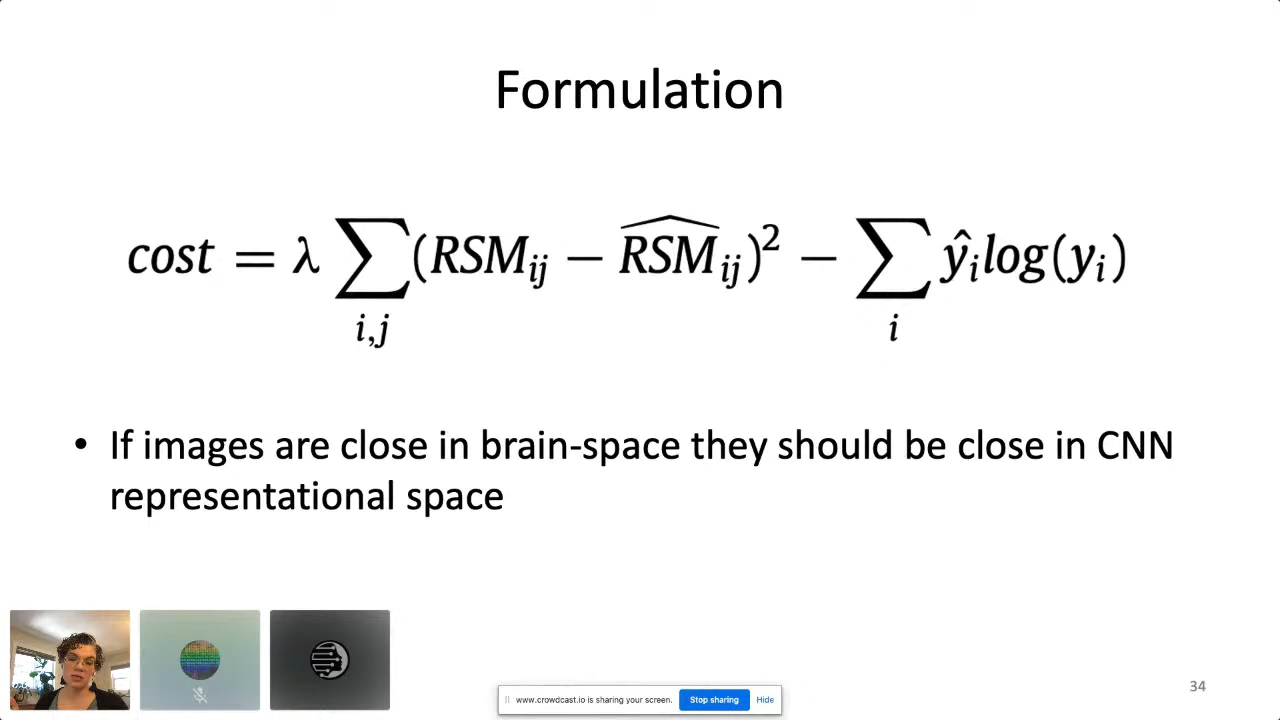 Formulation
cost = λ ∑_{i,j} (RSM_{ij} − \widehat{RSM}_{ij})² − ∑_i ŷ_i log(y_i)
• If images are close in brain-space they should be close in CNN
representational space
www.crowdcast.io is sharing your screen. Stop sharing Hide
34